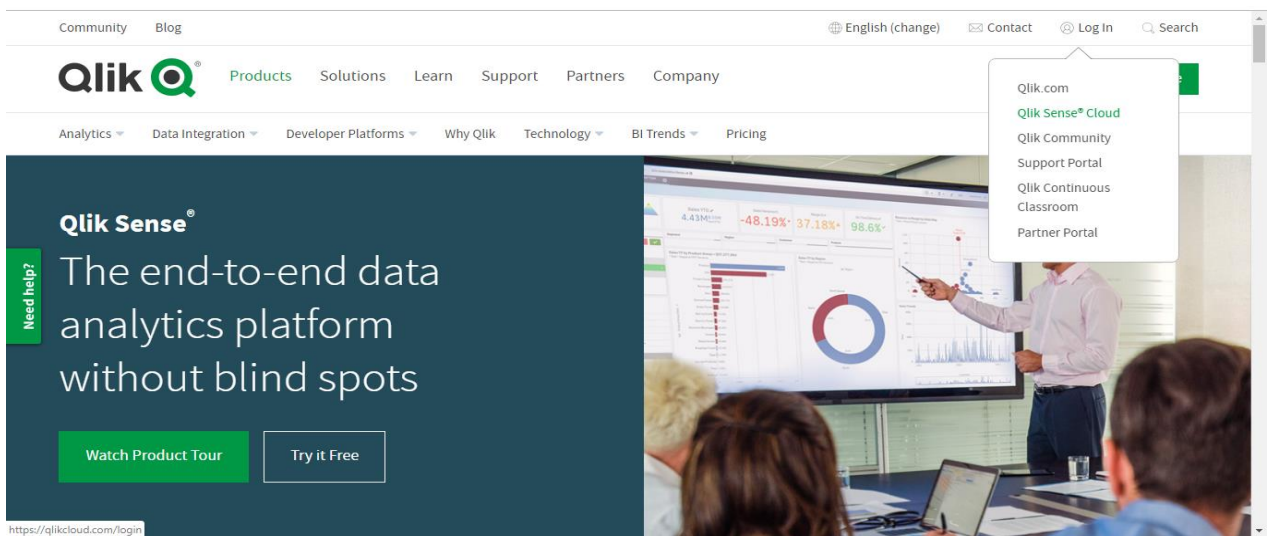 Community Blog English (change) Contact Log In Search
Qlik Q® Products Solutions Learn Support Partners Company
Qlik.com
Qlik Sense® Cloud
Qlik Community
Support Portal
Qlik Continuous
Classroom
Partner Portal
Analytics Data Integration Developer Platforms Why Qlik Technology BI Trends Pricing
Qlik Sense®
The end-to-end data
analytics platform
without blind spots
Watch Product Tour Try it Free
Need help?
4.43M -48.19% 37.18% 98.6%
https://qlikcloud.com/login